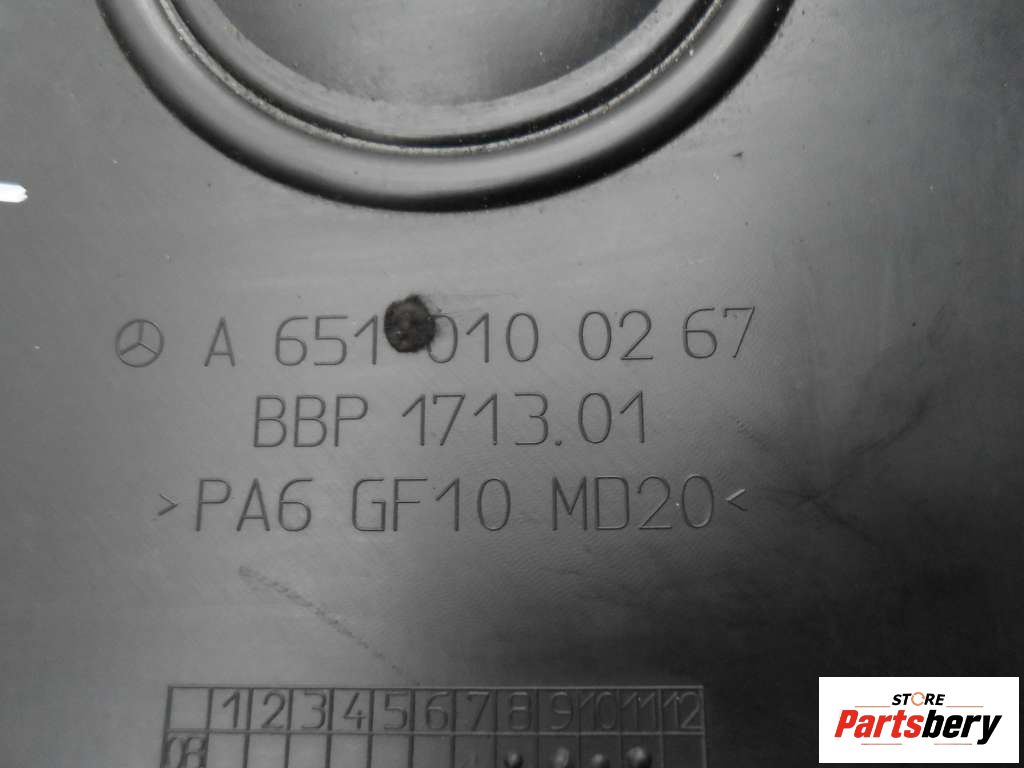 A 651 010 02 67
BBP 1713.01
>PA6 GF10 MD20<
1 2 3 4 5 6 7 8 9 10 11 12
08
STORE
Partsbery